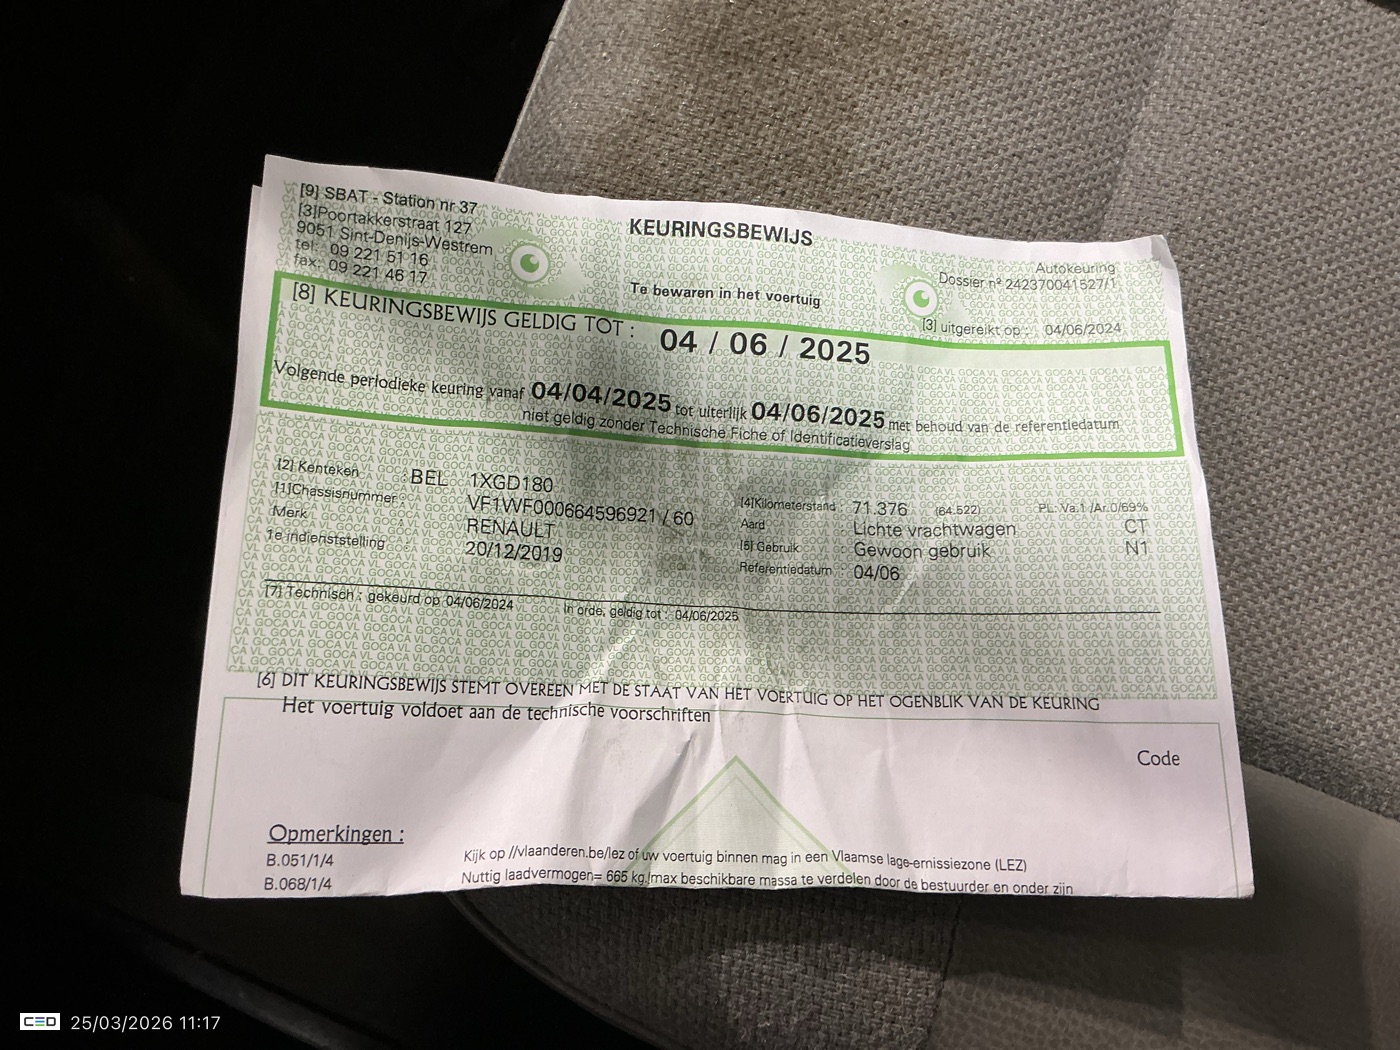 [9] SBAT - Station nr 37
[3]Poortakkerstraat 127
9051 Sint-Denijs-Westrem
tel: 09 221 51 16
fax: 09 221 46 17
KEURINGSBEWIJS
Te bewaren in het voertuig
Autokeuring
Dossier nº 242370041527/1
[3] uitgereikt op : 04/06/2024
[8] KEURINGSBEWIJS GELDIG TOT : 04 / 06 / 2025
Volgende periodieke keuring vanaf 04/04/2025 tot uiterlijk 04/06/2025 met behoud van de referentiedatum
niet geldig zonder Technische Fiche of Identificatieverslag
[2] Kenteken : BEL 1XGD180
[1]Chassisnummer : VF1WF000664596921 / 60
Merk RENAULT
1e indienststelling 20/12/2019
[4]Kilometerstand 71.376 (64.522) PL: Va.1 /Ar.0/69%
Aard Lichte vrachtwagen CT
[5] Gebruik Gewoon gebruik N1
Referentiedatum 04/06
[7] Technisch : gekeurd op 04/06/2024 In orde, geldig tot : 04/06/2025
[6] DIT KEURINGSBEWIJS STEMT OVEREEN MET DE STAAT VAN HET VOERTUIG OP HET OGENBLIK VAN DE KEURING
Het voertuig voldoet aan de technische voorschriften
Code
Opmerkingen :
B.051/1/4 Kijk op //vlaanderen.be/lez of uw voertuig binnen mag in een Vlaamse lage-emissiezone (LEZ)
B.068/1/4 Nuttig laadvermogen= 665 kg.!max beschikbare massa te verdelen door de bestuurder en onder zijn
CED 25/03/2026 11:17